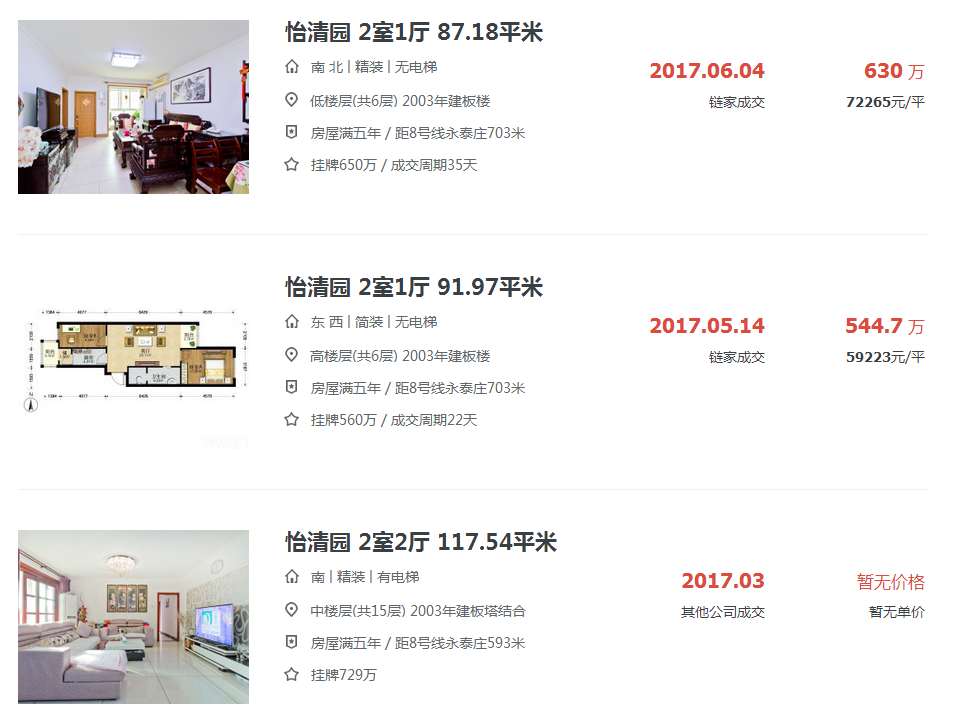 怡清园 2室1厅 87.18平米
南 北 | 精装 | 无电梯
2017.06.04
630 万
低楼层(共6层) 2003年建板楼
链家成交
72265元/平
房屋满五年 / 距8号线永泰庄703米
挂牌650万 / 成交周期35天
怡清园 2室1厅 91.97平米
东 西 | 简装 | 无电梯
2017.05.14
544.7 万
高楼层(共6层) 2003年建板楼
链家成交
59223元/平
房屋满五年 / 距8号线永泰庄703米
挂牌560万 / 成交周期22天
怡清园 2室2厅 117.54平米
南 | 精装 | 有电梯
2017.03
暂无价格
中楼层(共15层) 2003年建板塔结合
其他公司成交
暂无单价
房屋满五年 / 距8号线永泰庄593米
挂牌729万